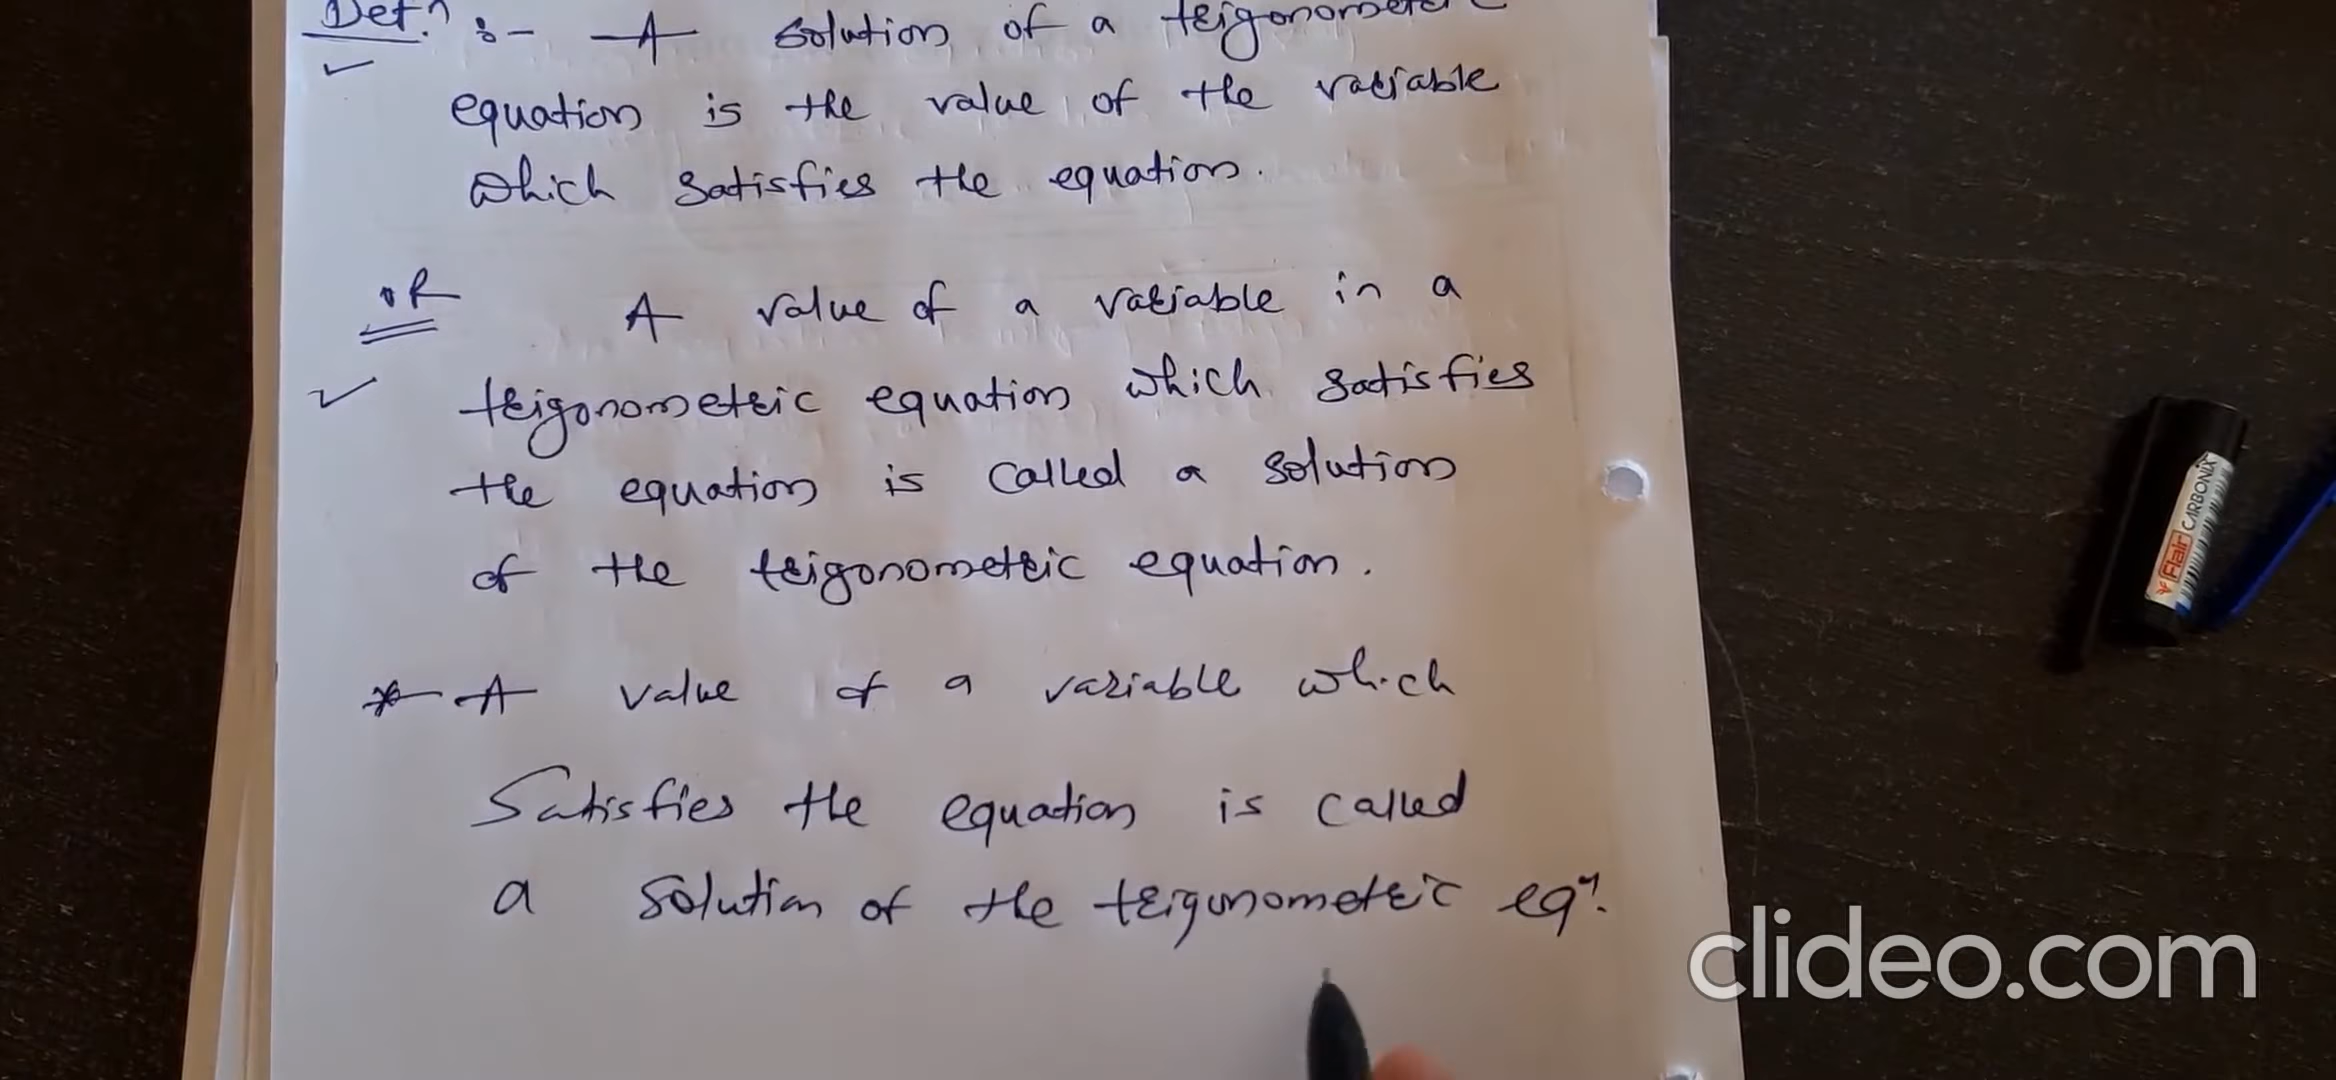 Defn :- A solution of a trigonometric
equation is the value of the variable
which satisfies the equation.
OR A value of a variable in a
trigonometric equation which satisfies
the equation is called a solution
of the trigonometric equation.
* A value of a variable which
Satisfies the equation is called
a solution of the trigonometric eqn.
Flair CARBONIX
clideo.com